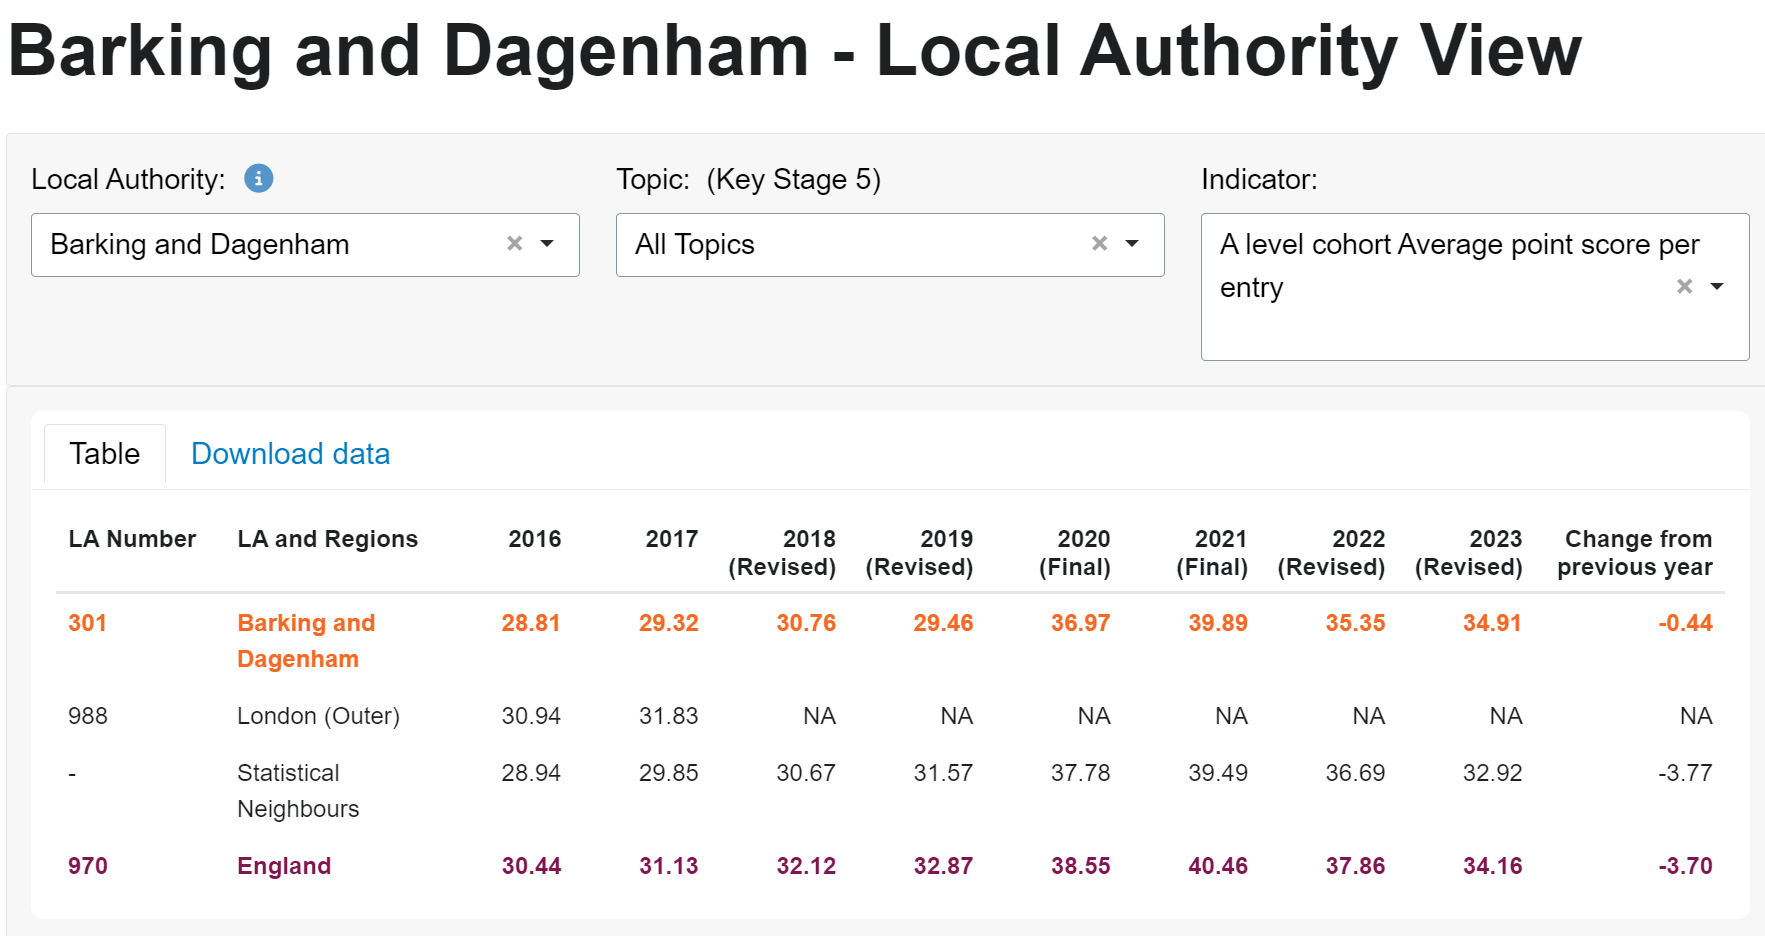 Barking and Dagenham - Local Authority View
Local Authority:
Topic: (Key Stage 5)
Indicator:
Barking and Dagenham
All Topics
A level cohort Average point score per
entry
Table
Download data
LA Number LA and Regions 2016 2017 2018 2019 2020 2021 2022 2023 Change from
(Revised) (Revised) (Final) (Final) (Revised) (Revised) previous year
301 Barking and 28.81 29.32 30.76 29.46 36.97 39.89 35.35 34.91 -0.44
Dagenham
988 London (Outer) 30.94 31.83 NA NA NA NA NA NA NA
- Statistical 28.94 29.85 30.67 31.57 37.78 39.49 36.69 32.92 -3.77
Neighbours
970 England 30.44 31.13 32.12 32.87 38.55 40.46 37.86 34.16 -3.70